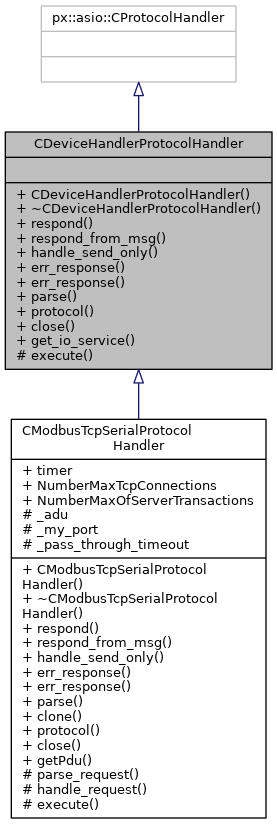 px::asio::CProtocolHandler
CDeviceHandlerProtocolHandler
+ CDeviceHandlerProtocolHandler()
+ ~CDeviceHandlerProtocolHandler()
+ respond()
+ respond_from_msg()
+ handle_send_only()
+ err_response()
+ err_response()
+ parse()
+ protocol()
+ close()
+ get_io_service()
# execute()
CModbusTcpSerialProtocol
Handler
+ timer
+ NumberMaxTcpConnections
+ NumberMaxOfServerTransactions
# _adu
# _my_port
# _pass_through_timeout
+ CModbusTcpSerialProtocol
Handler()
+ ~CModbusTcpSerialProtocol
Handler()
+ respond()
+ respond_from_msg()
+ handle_send_only()
+ err_response()
+ err_response()
+ parse()
+ clone()
+ protocol()
+ close()
+ getPdu()
# parse_request()
# handle_request()
# execute()